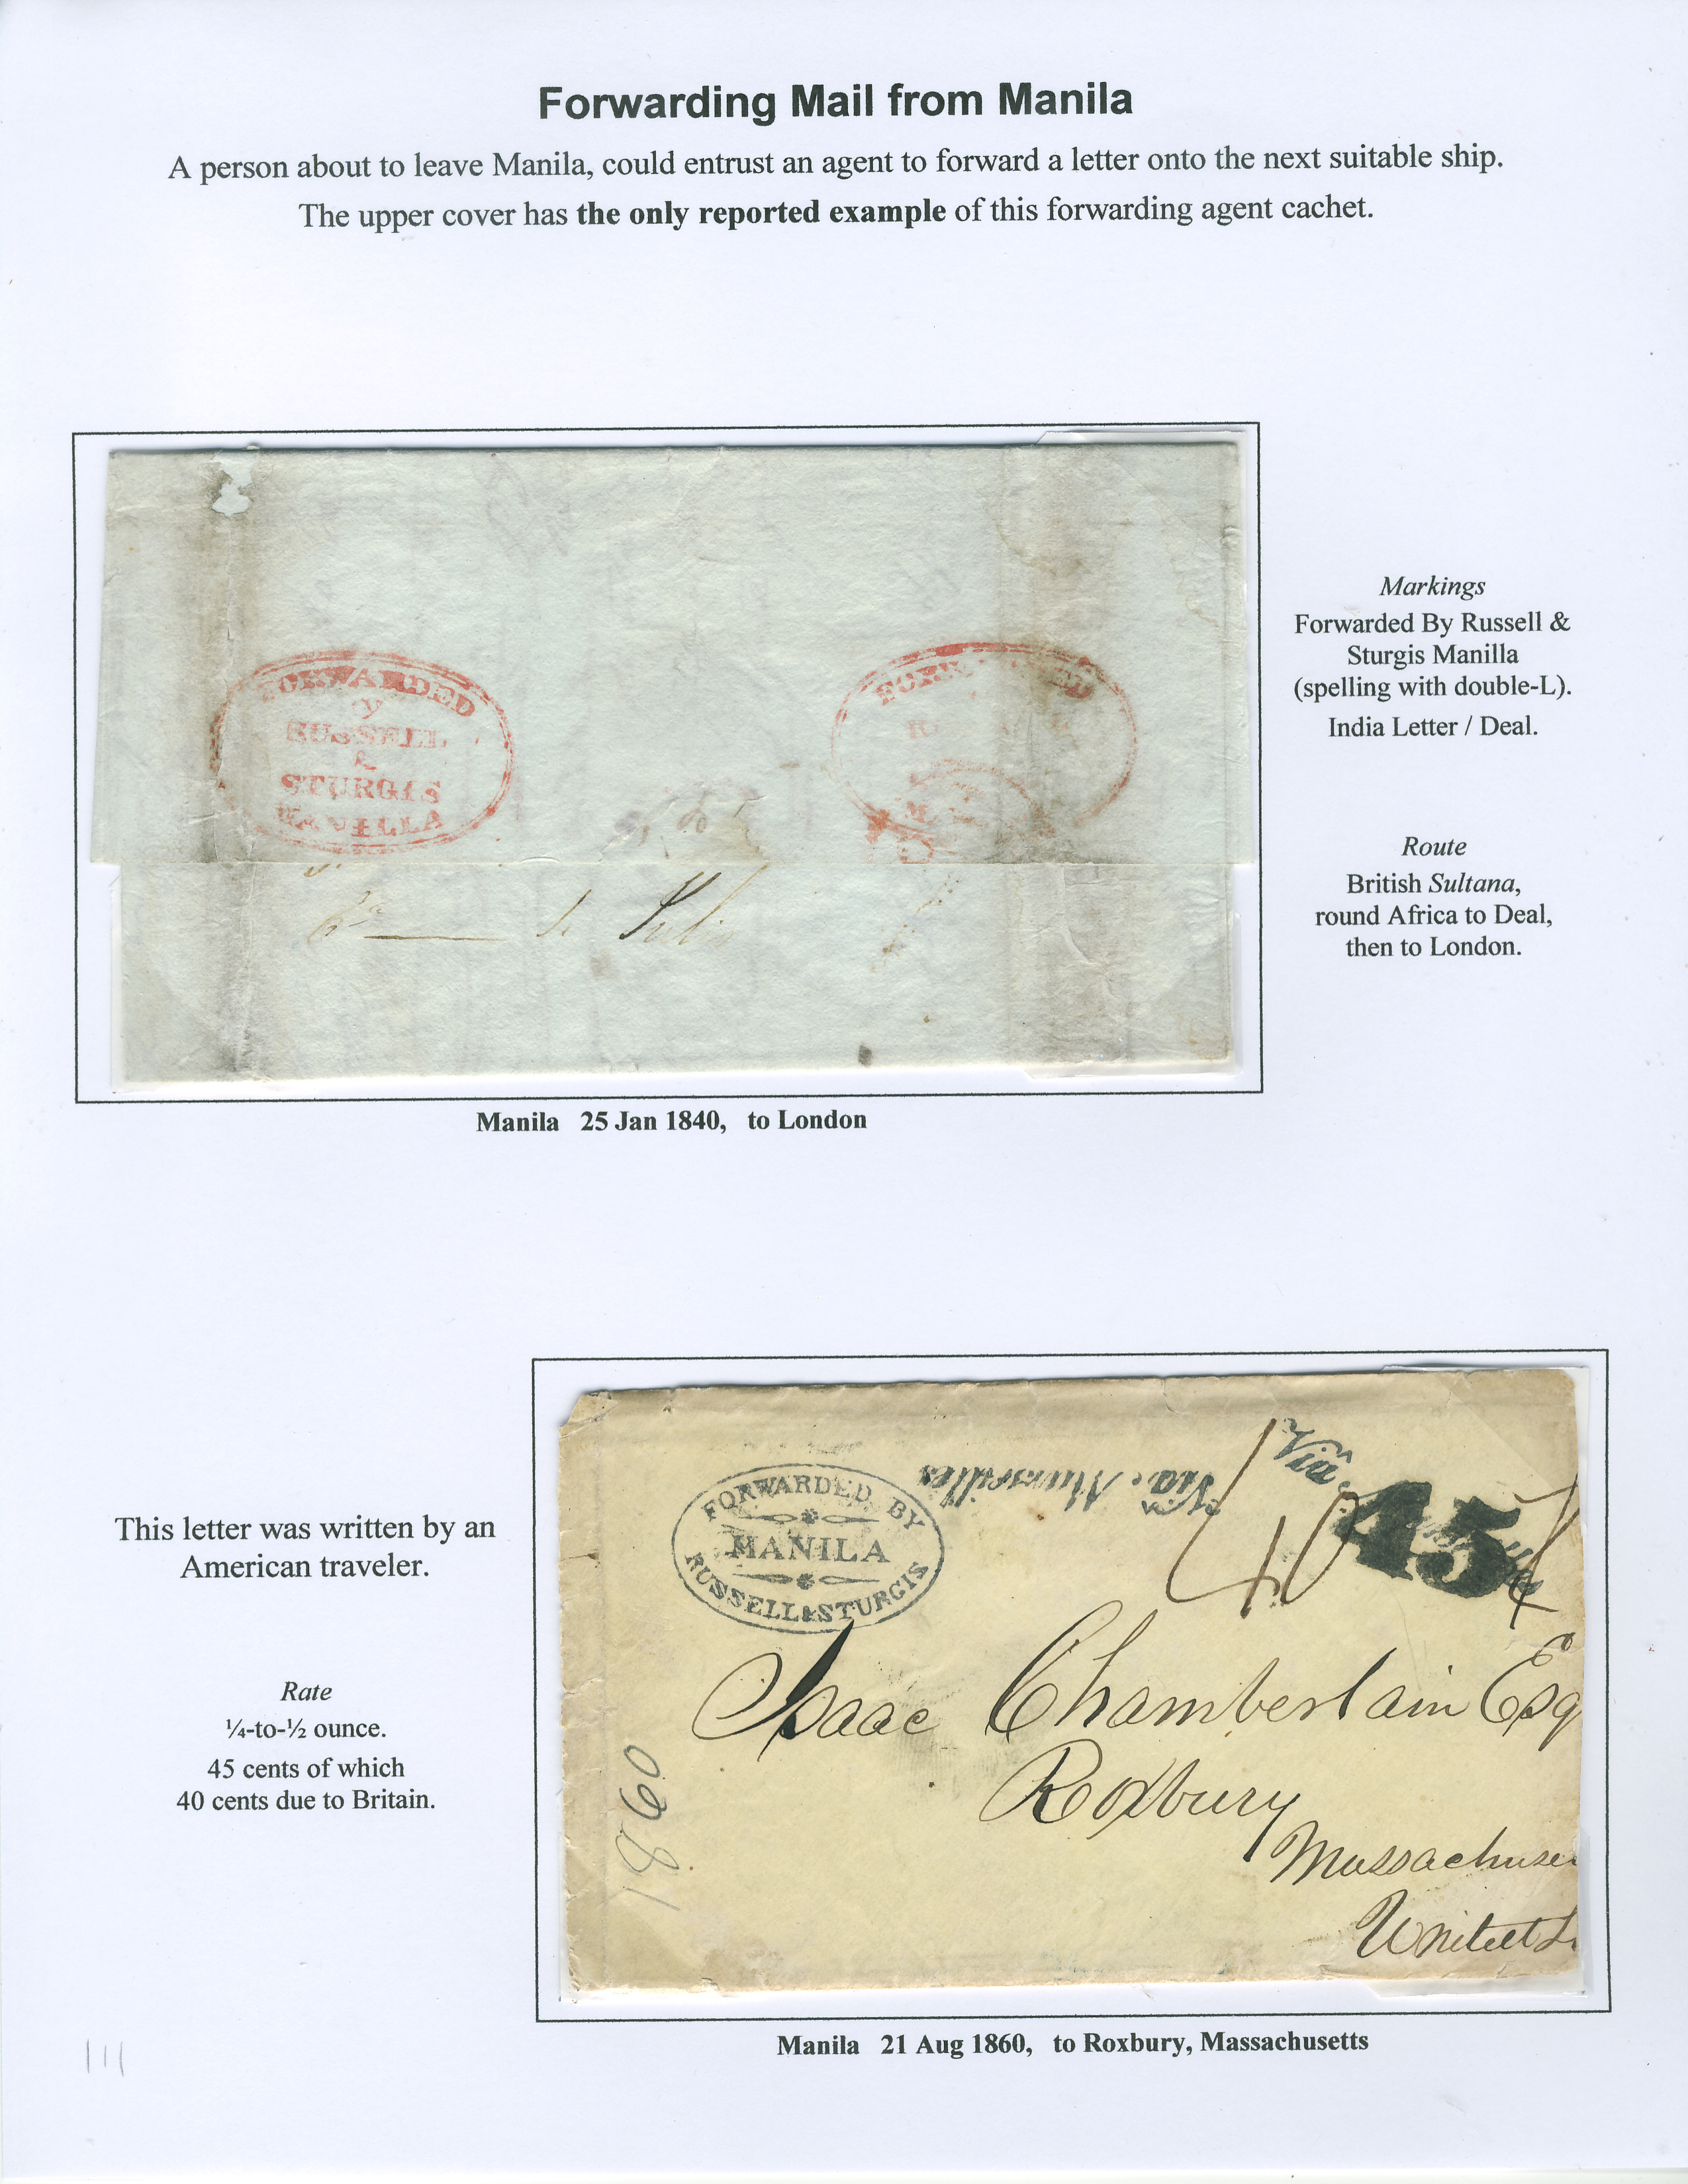 Forwarding Mail from Manila
A person about to leave Manila, could entrust an agent to forward a letter onto the next suitable ship.
The upper cover has the only reported example of this forwarding agent cachet.
FORWARDED
y
RUSSELL
&
STURGIS
MANILLA
FORWARDED
Markings
Forwarded By Russell &
Sturgis Manilla
(spelling with double-L).
India Letter / Deal.
Route
British Sultana,
round Africa to Deal,
then to London.
Manila 25 Jan 1840, to London
This letter was written by an
American traveler.
Rate
¼-to-½ ounce.
45 cents of which
40 cents due to Britain.
FORWARDED BY
MANILA
RUSSELL & STURGIS
Via. Marseilles
Via.
40
45
Isaac Chamberlain Esq
Roxbury
Massachuse
United S
1860
Manila 21 Aug 1860, to Roxbury, Massachusetts
111